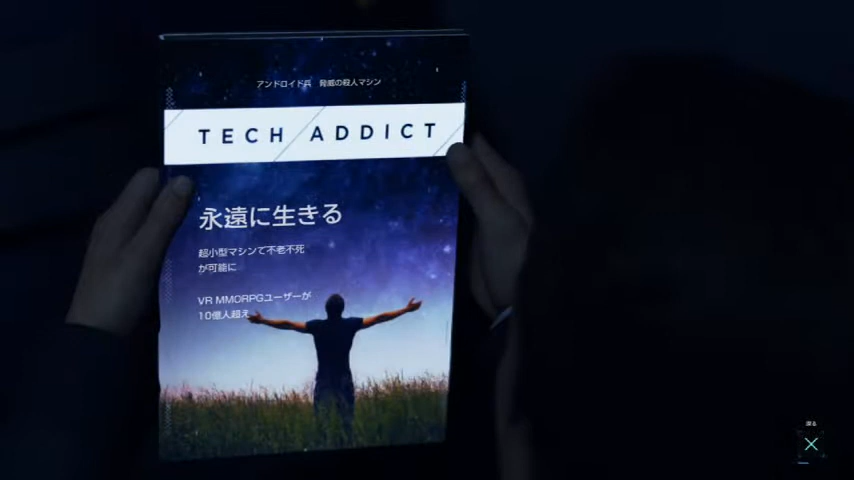 アンドロイド兵 脅威の殺人マシン
TECH ADDICT
永遠に生きる
超小型マシンで不老不死
が可能に
VR MMORPGユーザーが
10億人超え
戻る